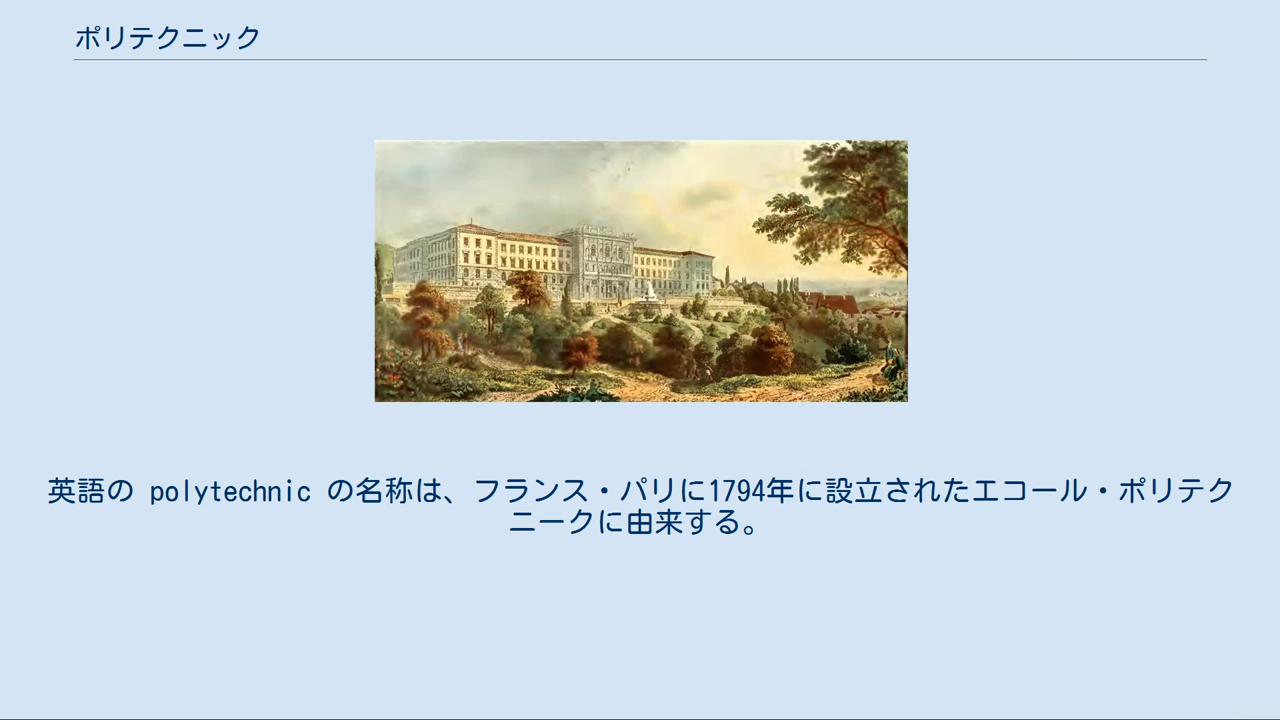 ポリテクニック
英語の polytechnic の名称は、フランス・パリに1794年に設立されたエコール・ポリテク
ニークに由来する。